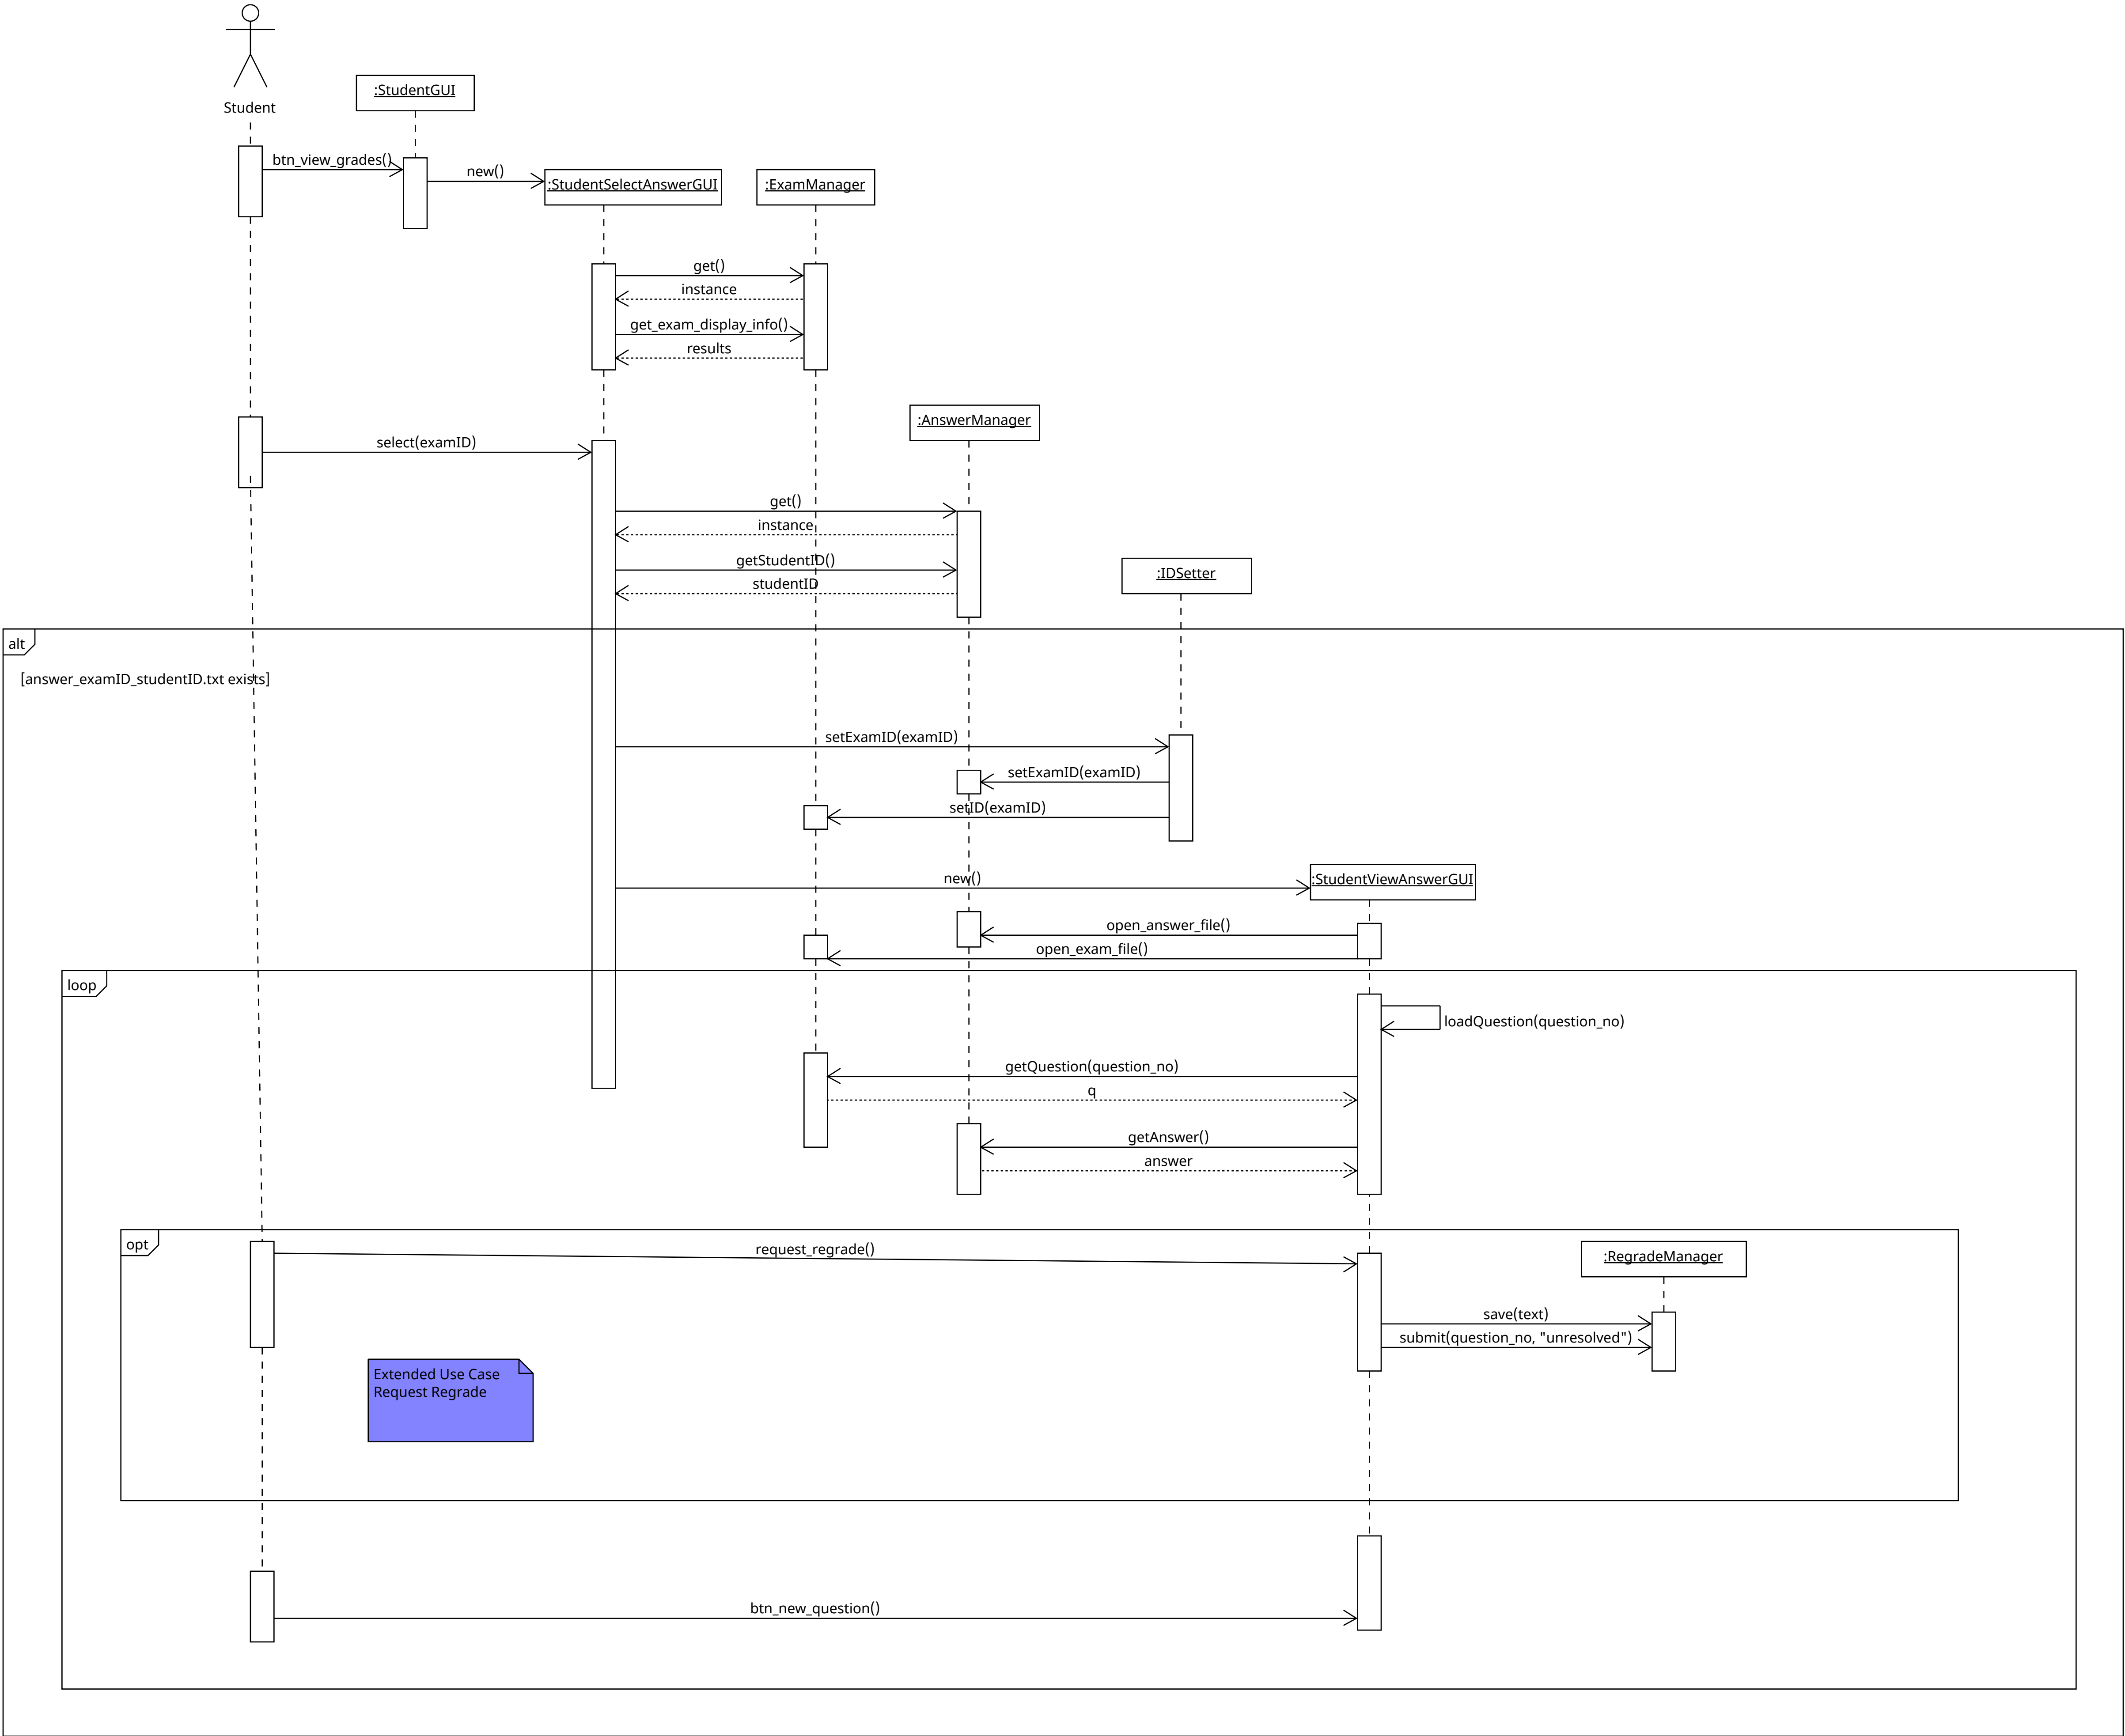 Student
:StudentGUI
btn_view_grades()
new()
:StudentSelectAnswerGUI
:ExamManager
get()
instance
get_exam_display_info()
results
:AnswerManager
select(examID)
get()
instance
getStudentID()
studentID
:IDSetter
alt
[answer_examID_studentID.txt exists]
setExamID(examID)
setExamID(examID)
setID(examID)
new()
:StudentViewAnswerGUI
open_answer_file()
open_exam_file()
loop
loadQuestion(question_no)
getQuestion(question_no)
q
getAnswer()
answer
opt
request_regrade()
:RegradeManager
save(text)
submit(question_no, "unresolved")
Extended Use Case
Request Regrade
btn_new_question()